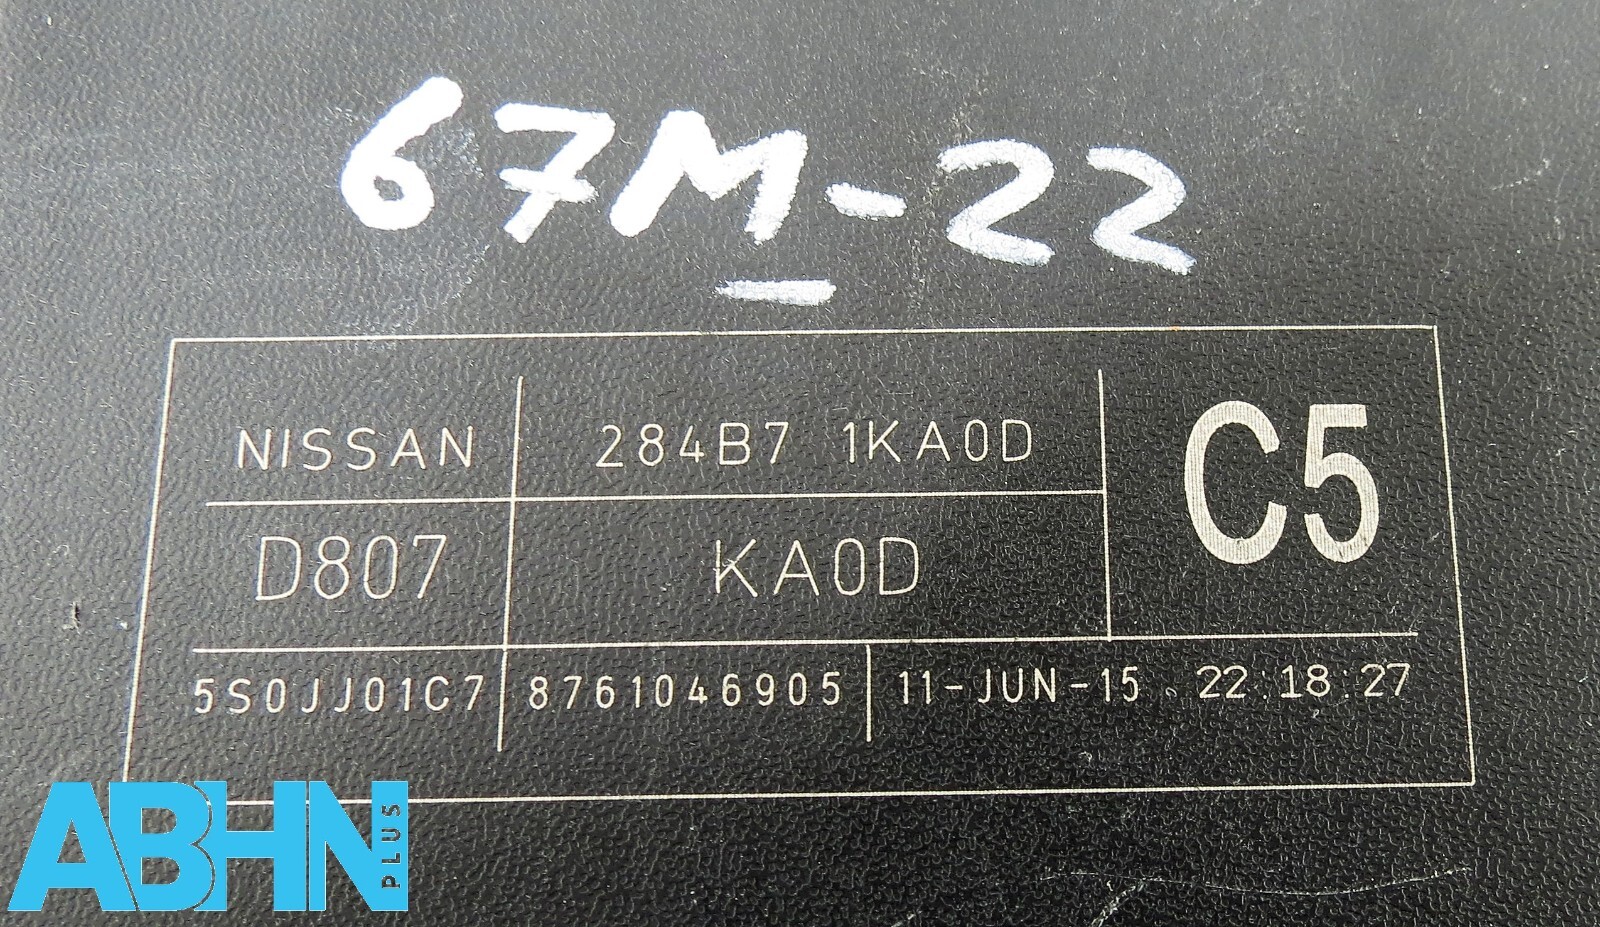 67M-22
NISSAN 284B7 1KA0D C5
D807 KA0D
5S0JJ01C7 8761046905 11-JUN-15 22:18:27
ABHN PLUS